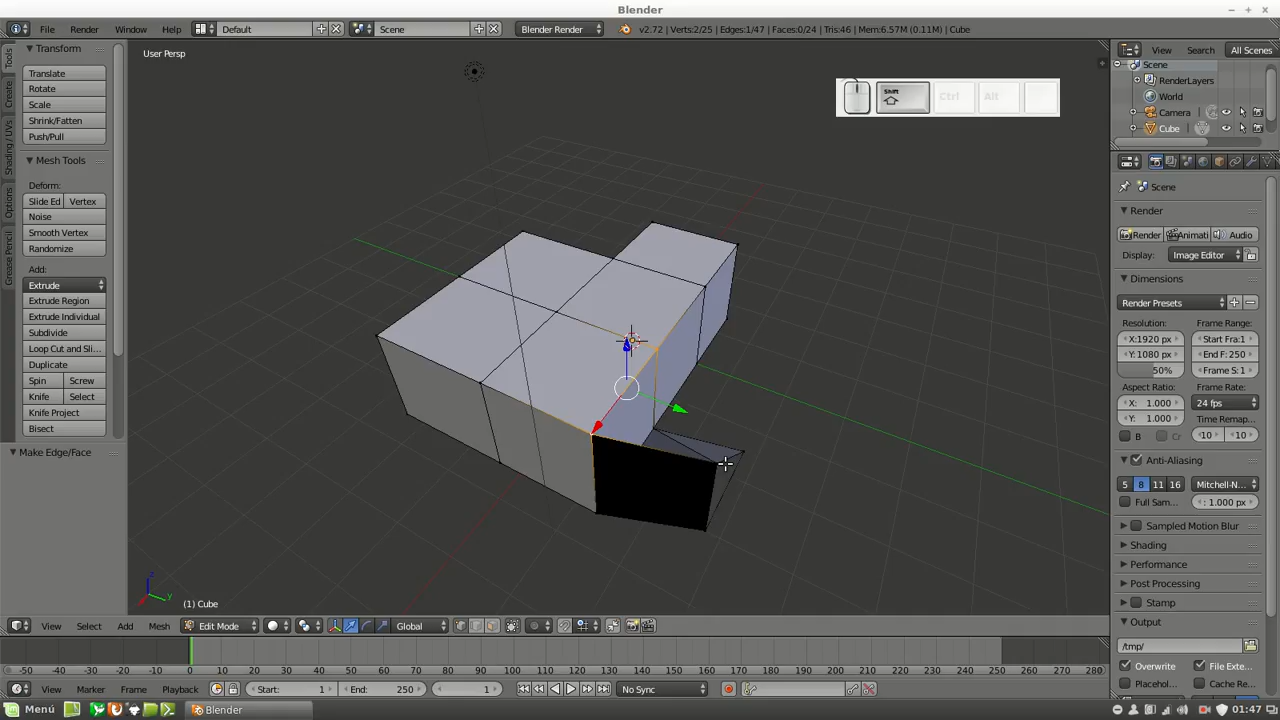 Blender
File Render Window Help Default Scene Blender Render v2.72 | Verts:2/25 | Edges:1/47 | Faces:0/24 | Tris:46 | Mem:6.57M (0.11M) | Cube
View Search All Scenes
Scene
RenderLayers
World
Camera
Cube
Tools
Create
Shading / UVs
Options
Grease Pencil
Transform
Translate
Rotate
Scale
Shrink/Fatten
Push/Pull
Mesh Tools
Deform:
Slide Ed Vertex
Noise
Smooth Vertex
Randomize
Add:
Extrude
Extrude Region
Extrude Individual
Subdivide
Loop Cut and Sli...
Duplicate
Spin Screw
Knife Select
Knife Project
Bisect
Make Edge/Face
User Persp
Shift Ctrl Alt
z
y
(1) Cube
Scene
Render
Render Animati Audio
Display: Image Editor
Dimensions
Render Presets
Resolution: Frame Range:
X:1920 px Start Fra:1
Y:1080 px End F: 250
50% Frame S: 1
Aspect Ratio: Frame Rate:
X: 1.000 24 fps
Y: 1.000 Time Remap...
B Cr 10 10
Anti-Aliasing
5 8 11 16 Mitchell-N...
Full Sam... : 1.000 px
Sampled Motion Blur
Shading
Performance
Post Processing
Stamp
Output
/tmp/
Overwrite File Exte...
Placehol... Cache Re...
View Select Add Mesh Edit Mode Global
-50 -40 -30 -20 -10 0 10 20 30 40 50 60 70 80 90 100 110 120 130 140 150 160 170 180 190 200 210 220 230 240 250 260 270 280
View Marker Frame Playback Start: 1 End: 250 1 No Sync
Menú Blender 01:47